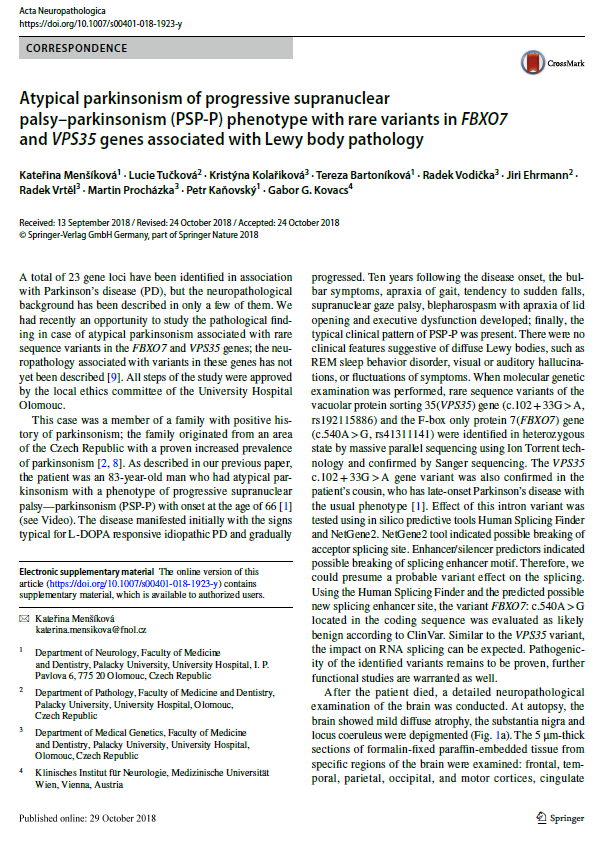 Acta Neuropathologica
https://doi.org/10.1007/s00401-018-1923-y
CORRESPONDENCE
CrossMark
Atypical parkinsonism of progressive supranuclear
palsy–parkinsonism (PSP-P) phenotype with rare variants in FBXO7
and VPS35 genes associated with Lewy body pathology
Kateřina Menšíková¹ · Lucie Tučková² · Kristýna Kolaříková³ · Tereza Bartoníková¹ · Radek Vodička³ · Jiri Ehrmann² ·
Radek Vrtěl³ · Martin Procházka³ · Petr Kaňovský¹ · Gabor G. Kovacs⁴
Received: 13 September 2018 / Revised: 24 October 2018 / Accepted: 24 October 2018
© Springer-Verlag GmbH Germany, part of Springer Nature 2018
A total of 23 gene loci have been identified in association
with Parkinson's disease (PD), but the neuropathological
background has been described in only a few of them. We
had recently an opportunity to study the pathological find-
ing in case of atypical parkinsonism associated with rare
sequence variants in the FBXO7 and VPS35 genes; the neu-
ropathology associated with variants in these genes has not
yet been described [9]. All steps of the study were approved
by the local ethics committee of the University Hospital
Olomouc.
This case was a member of a family with positive his-
tory of parkinsonism; the family originated from an area
of the Czech Republic with a proven increased prevalence
of parkinsonism [2, 8]. As described in our previous paper,
the patient was an 83-year-old man who had atypical par-
kinsonism with a phenotype of progressive supranuclear
palsy—parkinsonism (PSP-P) with onset at the age of 66 [1]
(see Video). The disease manifested initially with the signs
typical for L-DOPA responsive idiopathic PD and gradually
Electronic supplementary material The online version of this
article (https://doi.org/10.1007/s00401-018-1923-y) contains
supplementary material, which is available to authorized users.
✉ Kateřina Menšíková
katerina.mensikova@fnol.cz
¹ Department of Neurology, Faculty of Medicine
and Dentistry, Palacky University, University Hospital, I. P.
Pavlova 6, 775 20 Olomouc, Czech Republic
² Department of Pathology, Faculty of Medicine and Dentistry,
Palacky University, University Hospital, Olomouc,
Czech Republic
³ Department of Medical Genetics, Faculty of Medicine
and Dentistry, Palacky University, University Hospital,
Olomouc, Czech Republic
⁴ Klinisches Institut für Neurologie, Medizinische Universität
Wien, Vienna, Austria
progressed. Ten years following the disease onset, the bul-
bar symptoms, apraxia of gait, tendency to sudden falls,
supranuclear gaze palsy, blepharospasm with apraxia of lid
opening and executive dysfunction developed; finally, the
typical clinical pattern of PSP-P was present. There were no
clinical features suggestive of diffuse Lewy bodies, such as
REM sleep behavior disorder, visual or auditory hallucina-
tions, or fluctuations of symptoms. When molecular genetic
examination was performed, rare sequence variants of the
vacuolar protein sorting 35(VPS35) gene (c.102 + 33G > A,
rs192115886) and the F-box only protein 7(FBXO7) gene
(c.540A > G, rs41311141) were identified in heterozygous
state by massive parallel sequencing using Ion Torrent tech-
nology and confirmed by Sanger sequencing. The VPS35
c.102 + 33G > A gene variant was also confirmed in the
patient's cousin, who has late-onset Parkinson's disease with
the usual phenotype [1]. Effect of this intron variant was
tested using in silico predictive tools Human Splicing Finder
and NetGene2. NetGene2 tool indicated possible breaking of
acceptor splicing site. Enhancer/silencer predictors indicated
possible breaking of splicing enhancer motif. Therefore, we
could presume a probable variant effect on the splicing.
Using the Human Splicing Finder and the predicted possible
new splicing enhancer site, the variant FBXO7: c.540A > G
located in the coding sequence was evaluated as likely
benign according to ClinVar. Similar to the VPS35 variant,
the impact on RNA splicing can be expected. Pathogenic-
ity of the identified variants remains to be proven, further
functional studies are warranted as well.
After the patient died, a detailed neuropathological
examination of the brain was conducted. At autopsy, the
brain showed mild diffuse atrophy, the substantia nigra and
locus coeruleus were depigmented (Fig. 1a). The 5 μm-thick
sections of formalin-fixed paraffin-embedded tissue from
specific regions of the brain were examined: frontal, tem-
poral, parietal, occipital, and motor cortices, cingulate
Published online: 29 October 2018
Springer